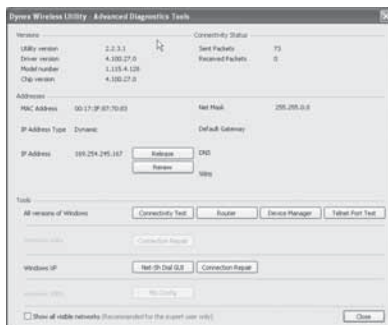 Dynex Wireless Utility - Advanced Diagnostics Tools
Versions
Utility version 2.2.3.1
Driver version 4.100.27.0
Model number 1.115.4.128
Chip version 4.100.27.0
Connectivity Status
Sent Packets 73
Received Packets 0
Addresses
MAC Address
Net Mask 255.255.0.0
IP Address Type Dynamic
Default Gateway
IP Address 169.254.245.167 Release
DNS
Renew
Wins
Tools
All versions of Windows Connectivity Test Router Device Manager Telnet Port Test
Connection Repair
Windows XP Net-Sh Dial GUI Connection Repair
Show all visible networks (Recommended for the expert user only)
Close